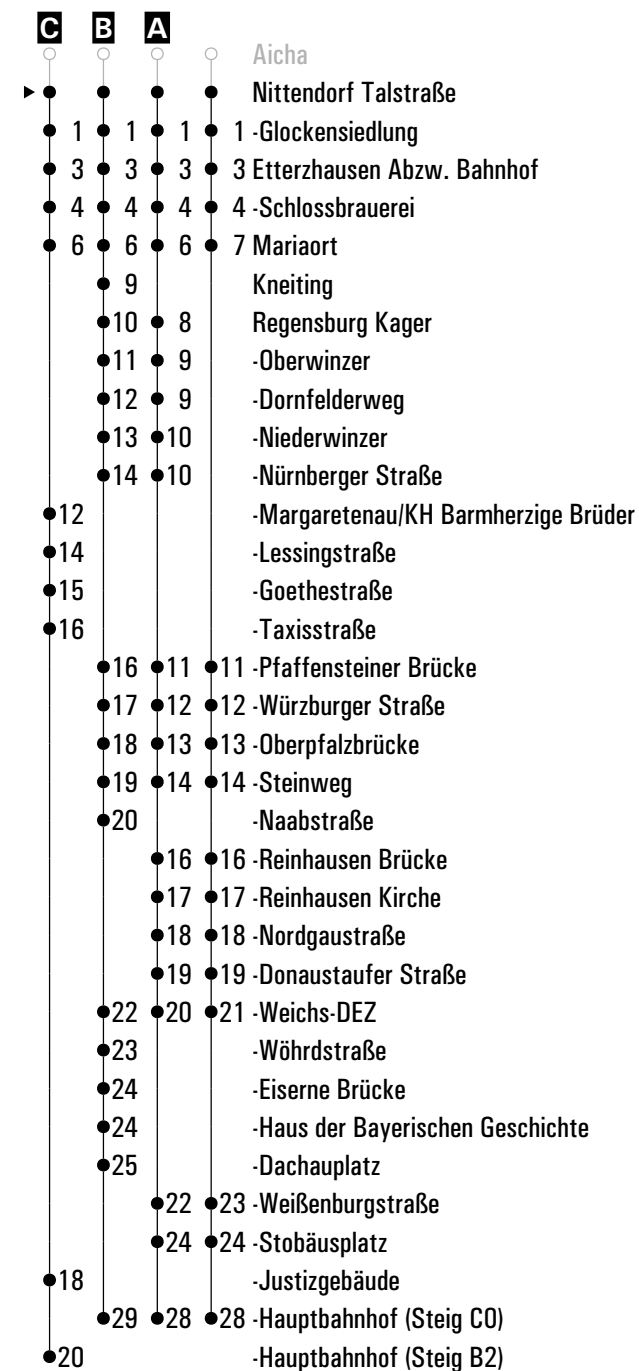 C B A
Aicha
Nittendorf Talstraße
1 1 1 1 -Glockensiedlung
3 3 3 3 Etterzhausen Abzw. Bahnhof
4 4 4 4 -Schlossbrauerei
6 6 6 7 Mariaort
9 Kneiting
10 8 Regensburg Kager
11 9 -Oberwinzer
12 9 -Dornfelderweg
13 10 -Niederwinzer
14 10 -Nürnberger Straße
12 -Margaretenau/KH Barmherzige Brüder
14 -Lessingstraße
15 -Goethestraße
16 -Taxisstraße
16 11 11 -Pfaffensteiner Brücke
17 12 12 -Würzburger Straße
18 13 13 -Oberpfalzbrücke
19 14 14 -Steinweg
20 -Naabstraße
16 16 -Reinhausen Brücke
17 17 -Reinhausen Kirche
18 18 -Nordgaustraße
19 19 -Donaustaufer Straße
22 20 21 -Weichs-DEZ
23 -Wöhrdstraße
24 -Eiserne Brücke
24 -Haus der Bayerischen Geschichte
25 -Dachauplatz
22 23 -Weißenburgstraße
24 24 -Stobäusplatz
18 -Justizgebäude
29 28 28 -Hauptbahnhof (Steig C0)
20 -Hauptbahnhof (Steig B2)